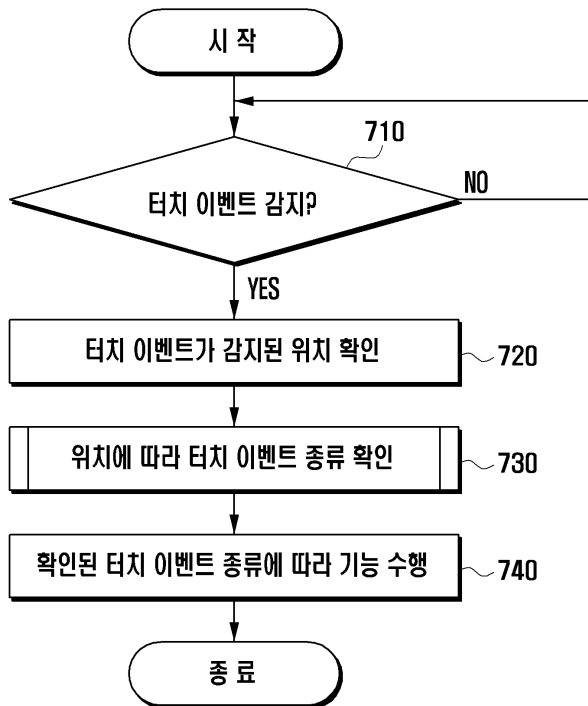 시 작
710
터치 이벤트 감지?
NO
YES
터치 이벤트가 감지된 위치 확인
720
위치에 따라 터치 이벤트 종류 확인
730
확인된 터치 이벤트 종류에 따라 기능 수행
740
종 료